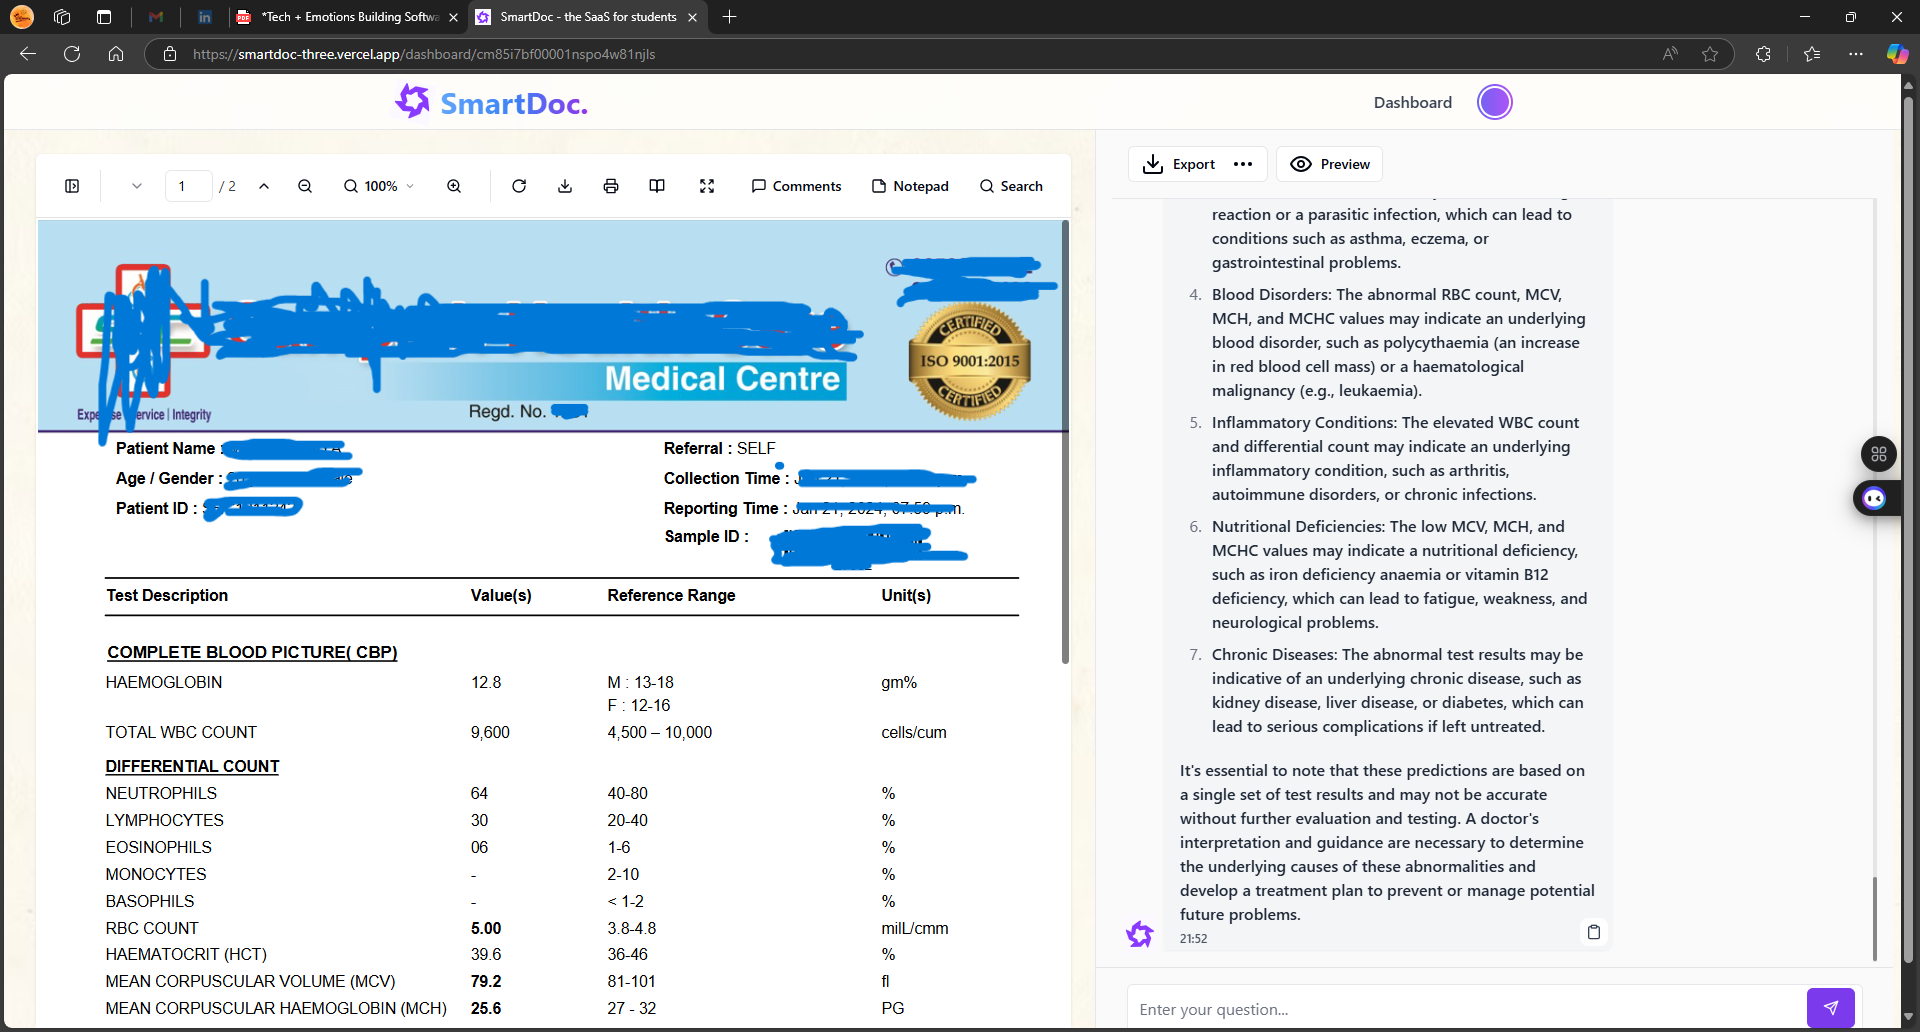 *Tech + Emotions Building Softwa
SmartDoc - the SaaS for students
https://smartdoc-three.vercel.app/dashboard/cm85i7bf00001nspo4w81njls
SmartDoc.
Dashboard
1 / 2
100%
Comments
Notepad
Search
Export
Preview
CERTIFIED
ISO 9001:2015
CERTIFIED
Medical Centre
Regd. No.
Service | Integrity
Patient Name :
Referral : SELF
Age / Gender :
Collection Time :
Patient ID :
Reporting Time : Jan 21, 2024, 07:59 p.m.
Sample ID :
Test Description Value(s) Reference Range Unit(s)
COMPLETE BLOOD PICTURE( CBP)
HAEMOGLOBIN 12.8 M : 13-18 gm%
F : 12-16
TOTAL WBC COUNT 9,600 4,500 – 10,000 cells/cum
DIFFERENTIAL COUNT
NEUTROPHILS 64 40-80 %
LYMPHOCYTES 30 20-40 %
EOSINOPHILS 06 1-6 %
MONOCYTES - 2-10 %
BASOPHILS - < 1-2 %
RBC COUNT 5.00 3.8-4.8 milL/cmm
HAEMATOCRIT (HCT) 39.6 36-46 %
MEAN CORPUSCULAR VOLUME (MCV) 79.2 81-101 fl
MEAN CORPUSCULAR HAEMOGLOBIN (MCH) 25.6 27 - 32 PG
reaction or a parasitic infection, which can lead to
conditions such as asthma, eczema, or
gastrointestinal problems.
4. Blood Disorders: The abnormal RBC count, MCV,
MCH, and MCHC values may indicate an underlying
blood disorder, such as polycythaemia (an increase
in red blood cell mass) or a haematological
malignancy (e.g., leukaemia).
5. Inflammatory Conditions: The elevated WBC count
and differential count may indicate an underlying
inflammatory condition, such as arthritis,
autoimmune disorders, or chronic infections.
6. Nutritional Deficiencies: The low MCV, MCH, and
MCHC values may indicate a nutritional deficiency,
such as iron deficiency anaemia or vitamin B12
deficiency, which can lead to fatigue, weakness, and
neurological problems.
7. Chronic Diseases: The abnormal test results may be
indicative of an underlying chronic disease, such as
kidney disease, liver disease, or diabetes, which can
lead to serious complications if left untreated.
It's essential to note that these predictions are based on
a single set of test results and may not be accurate
without further evaluation and testing. A doctor's
interpretation and guidance are necessary to determine
the underlying causes of these abnormalities and
develop a treatment plan to prevent or manage potential
future problems.
21:52
Enter your question...